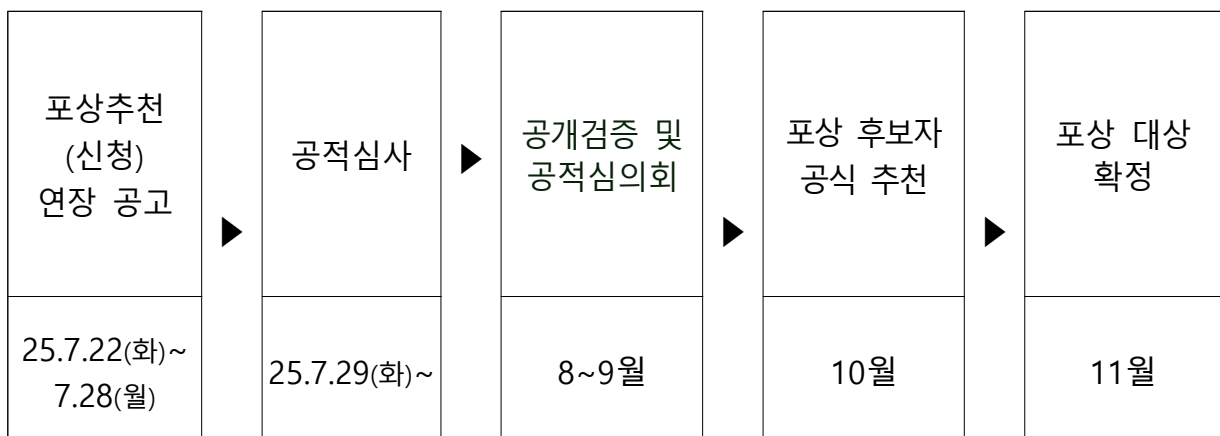 포상추천
(신청)
연장 공고
▶
공적심사
▶
공개검증 및
공적심의회
▶
포상 후보자
공식 추천
▶
포상 대상
확정
25.7.22(화)~
7.28(월)
25.7.29(화)~
8~9월
10월
11월